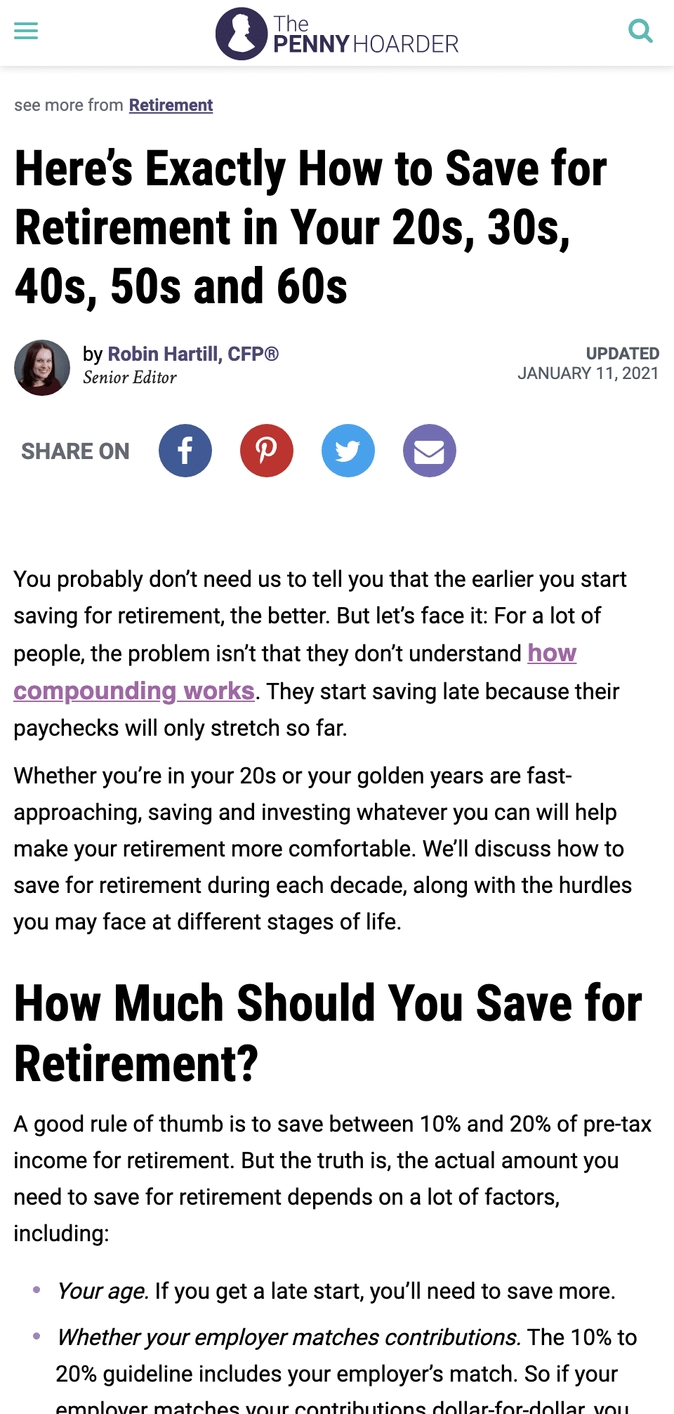 The
PENNY HOARDER
see more from Retirement
Here’s Exactly How to Save for
Retirement in Your 20s, 30s,
40s, 50s and 60s
by Robin Hartill, CFP®
Senior Editor
UPDATED
JANUARY 11, 2021
SHARE ON
You probably don’t need us to tell you that the earlier you start
saving for retirement, the better. But let’s face it: For a lot of
people, the problem isn’t that they don’t understand how
compounding works. They start saving late because their
paychecks will only stretch so far.
Whether you’re in your 20s or your golden years are fast-
approaching, saving and investing whatever you can will help
make your retirement more comfortable. We’ll discuss how to
save for retirement during each decade, along with the hurdles
you may face at different stages of life.
How Much Should You Save for
Retirement?
A good rule of thumb is to save between 10% and 20% of pre-tax
income for retirement. But the truth is, the actual amount you
need to save for retirement depends on a lot of factors,
including:
• Your age. If you get a late start, you’ll need to save more.
• Whether your employer matches contributions. The 10% to
20% guideline includes your employer’s match. So if your
employer matches your contributions dollar-for-dollar, you